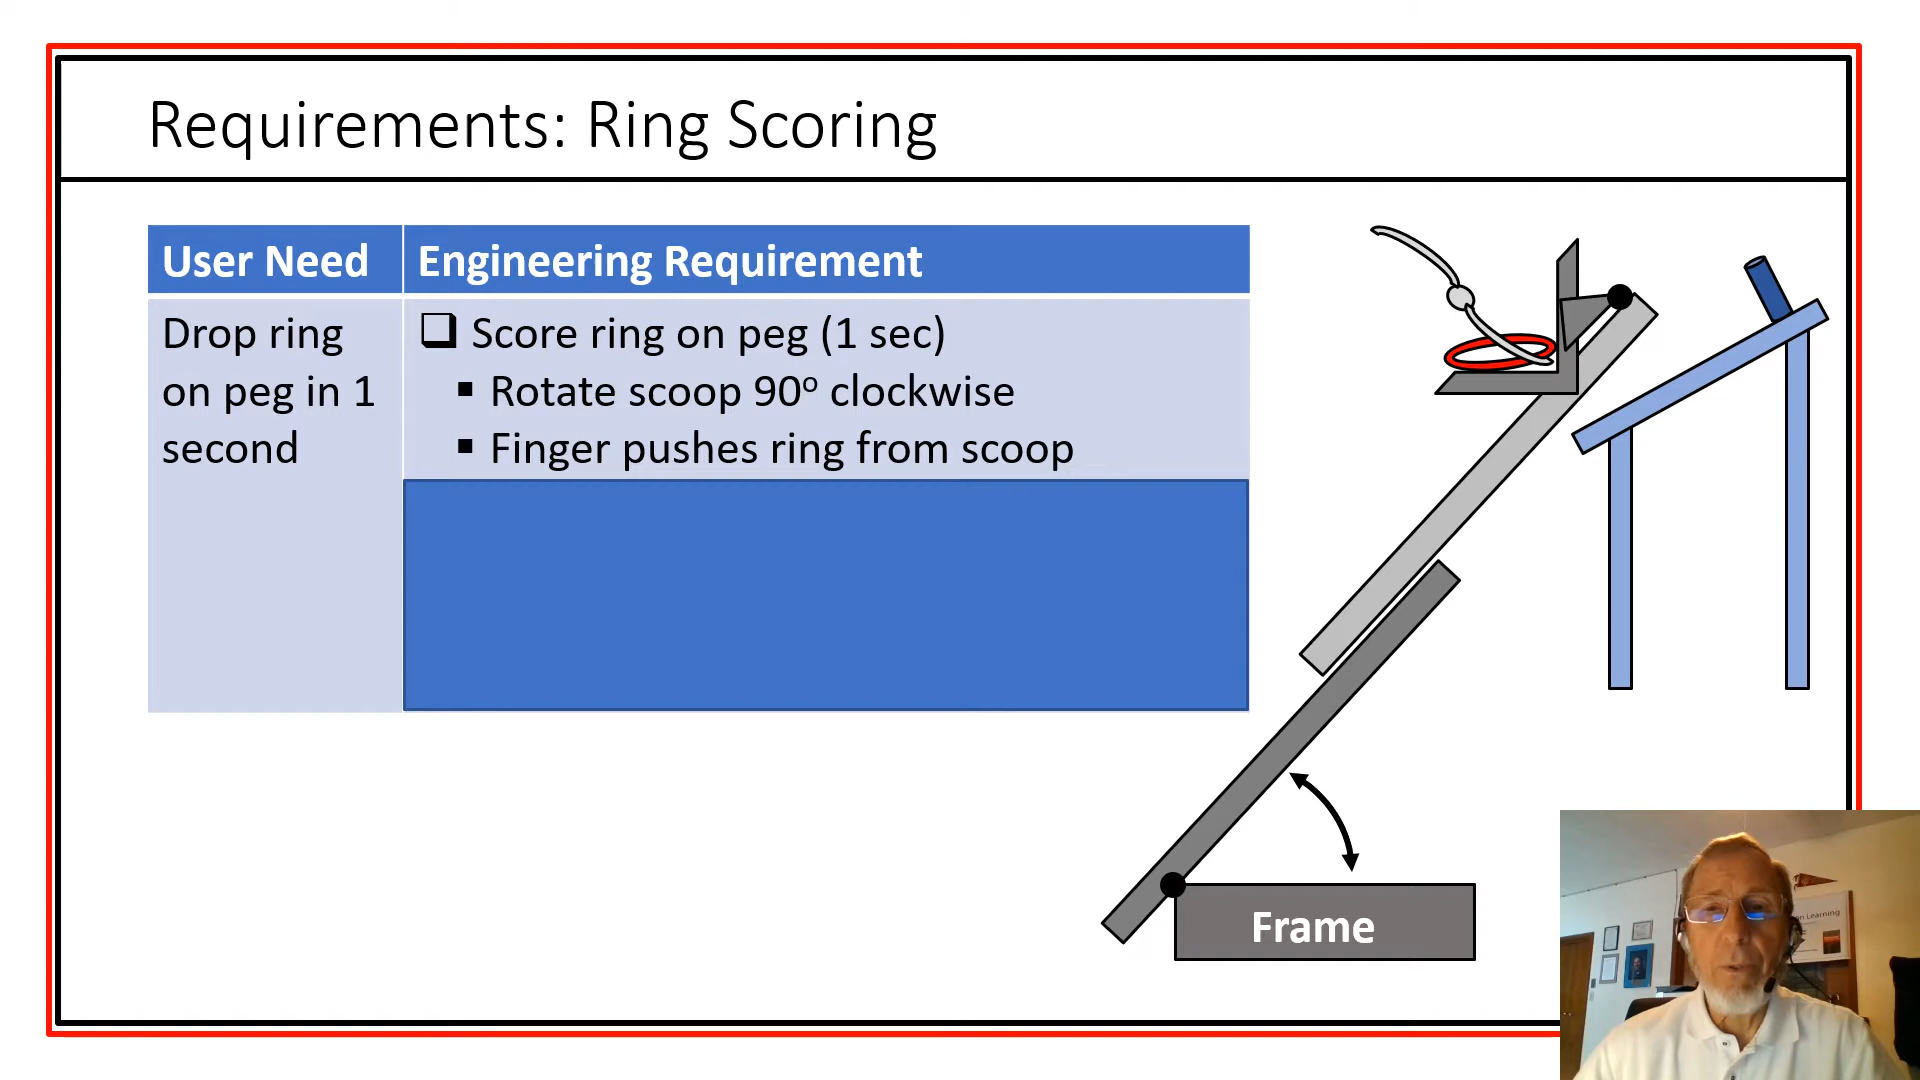 Requirements: Ring Scoring
User Need
Engineering Requirement
Drop ring
on peg in 1
second
❑ Score ring on peg (1 sec)
▪ Rotate scoop 90º clockwise
▪ Finger pushes ring from scoop
Frame
Learning